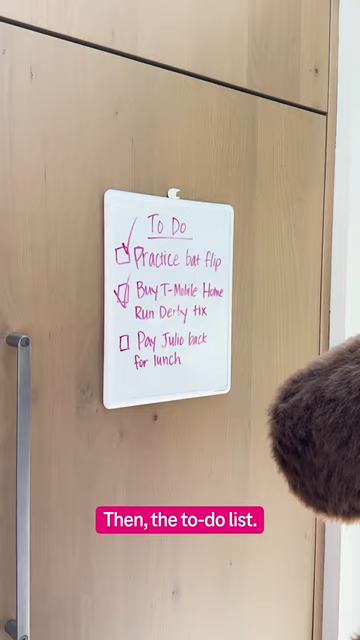 To Do
Practice bat flip
Buy T-Mobile Home
Run Derby tix
Pay Julio back
for lunch
Then, the to-do list.